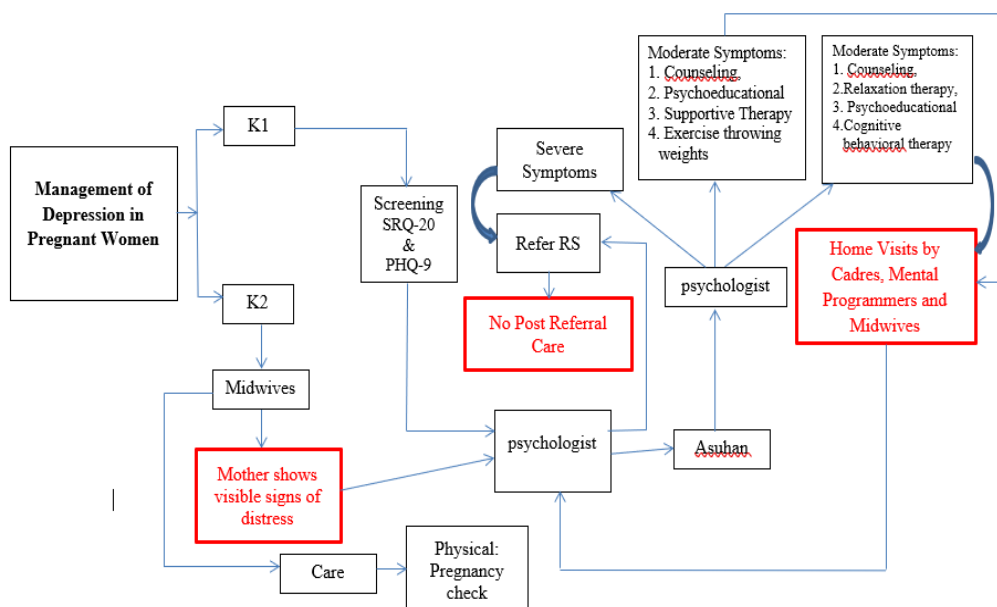 Management of
Depression in
Pregnant Women
K1
K2
Midwives
Mother shows
visible signs of
distress
Care
Physical:
Pregnancy
check
Screening
SRQ-20
&
PHQ-9
Severe
Symptoms
Refer RS
No Post Referral
Care
psychologist
Asuhan
psychologist
Moderate Symptoms:
1. Counseling,
2. Psychoeducational
3. Supportive Therapy
4. Exercise throwing
weights
Moderate Symptoms:
1. Counseling,
2.Relaxation therapy,
3. Psychoeducational
4.Cognitive
behavioral therapy
Home Visits by
Cadres, Mental
Programmers and
Midwives